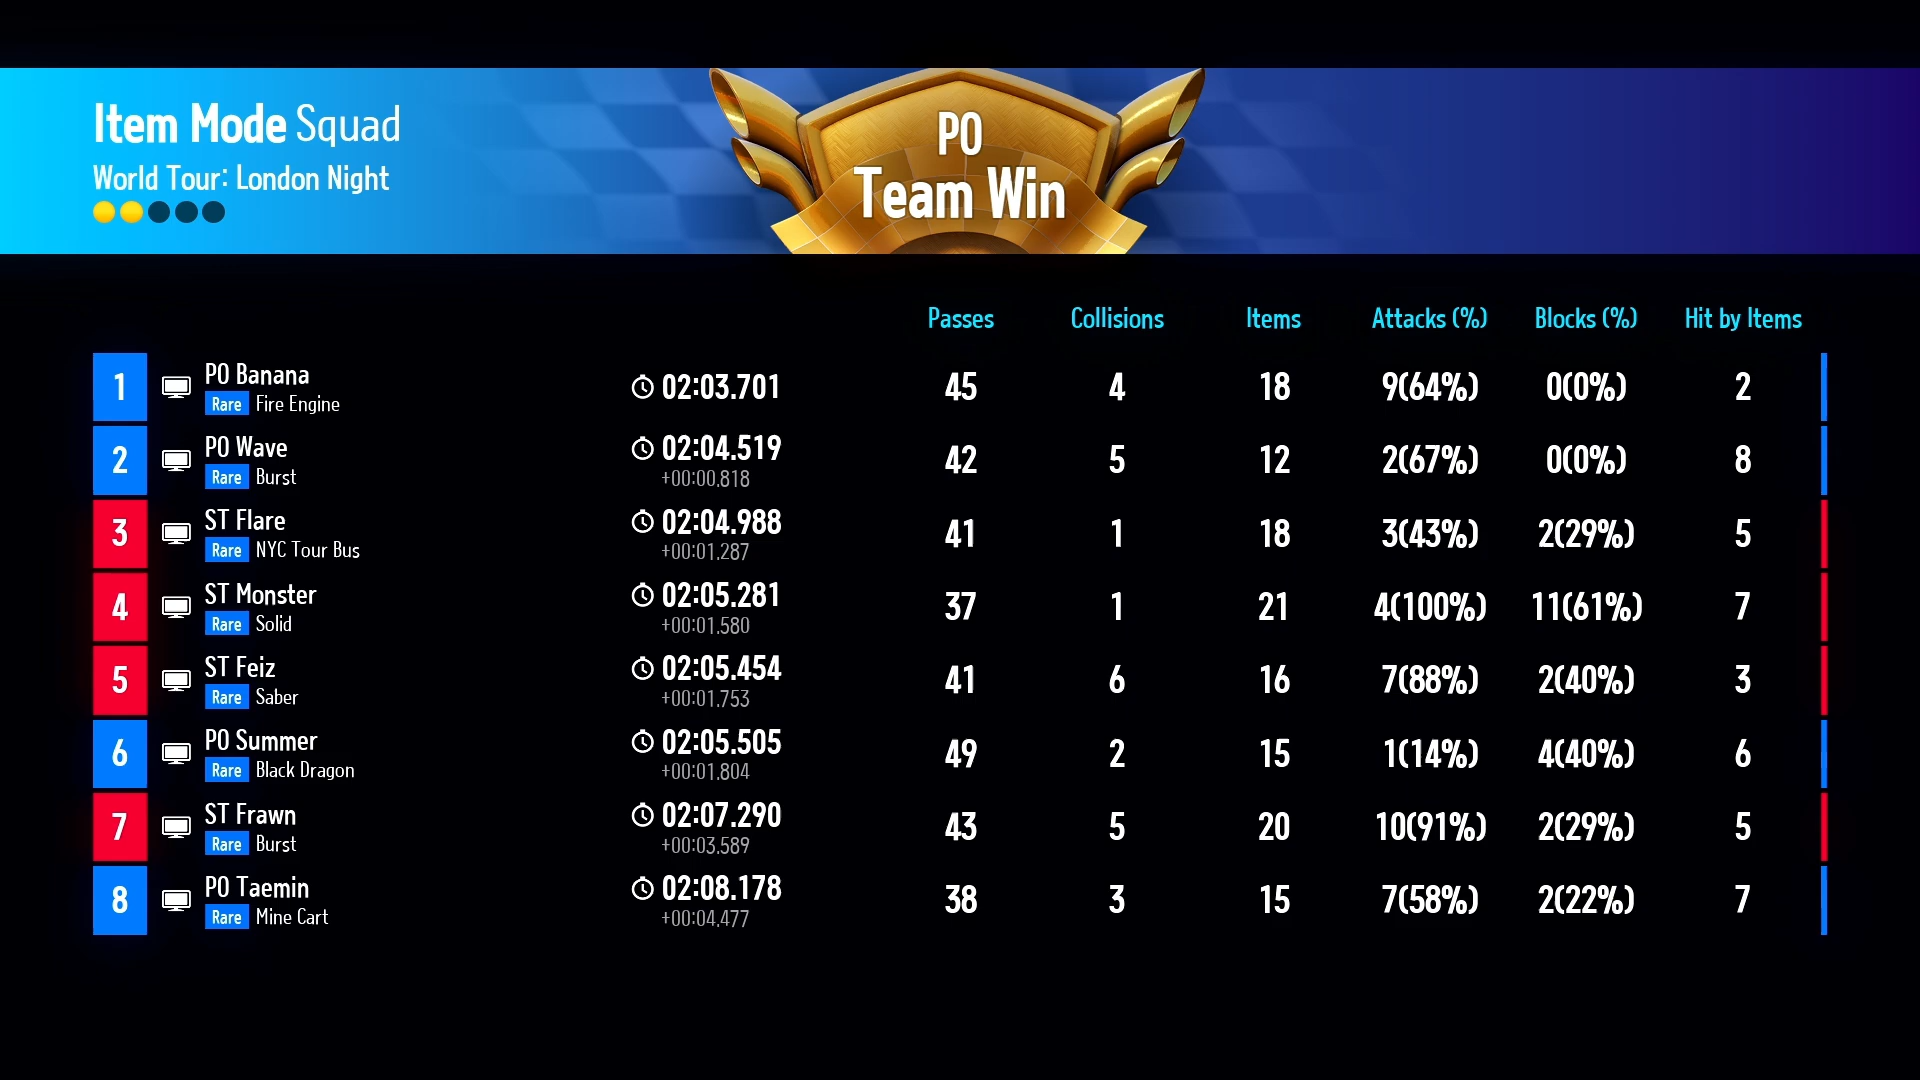 Item Mode Squad
World Tour: London Night
PO
Team Win
Passes Collisions Items Attacks (%) Blocks (%) Hit by Items
1 PO Banana 02:03.701 45 4 18 9(64%) 0(0%) 2
Rare Fire Engine
2 PO Wave 02:04.519 42 5 12 2(67%) 0(0%) 8
Rare Burst +00:00.818
3 ST Flare 02:04.988 41 1 18 3(43%) 2(29%) 5
Rare NYC Tour Bus +00:01.287
4 ST Monster 02:05.281 37 1 21 4(100%) 11(61%) 7
Rare Solid +00:01.580
5 ST Feiz 02:05.454 41 6 16 7(88%) 2(40%) 3
Rare Saber +00:01.753
6 PO Summer 02:05.505 49 2 15 1(14%) 4(40%) 6
Rare Black Dragon +00:01.804
7 ST Frawn 02:07.290 43 5 20 10(91%) 2(29%) 5
Rare Burst +00:03.589
8 PO Taemin 02:08.178 38 3 15 7(58%) 2(22%) 7
Rare Mine Cart +00:04.477